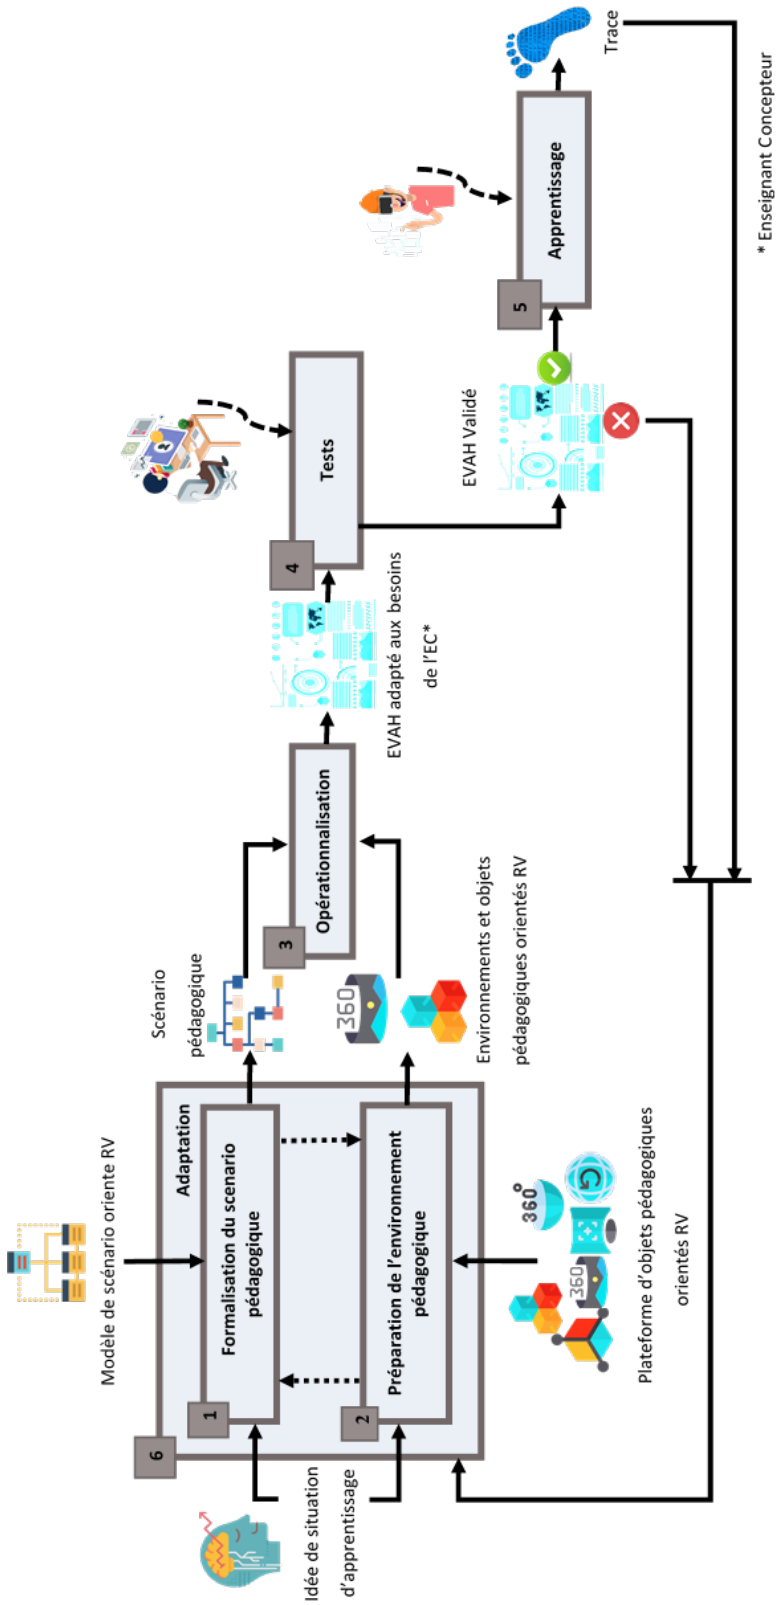 Idée de situation
d'apprentissage
Modèle de scénario oriente RV
6
Adaptation
1
Formalisation du scenario
pédagogique
2
Préparation de l'environnement
pédagogique
360°
360
Plateforme d'objets pédagogiques
orientés RV
Scénario
pédagogique
360
Environnements et objets
pédagogiques orientés RV
3
Opérationnalisation
EVAH adapté aux besoins
de l'EC*
4
Tests
EVAH Validé
5
Apprentissage
Trace
* Enseignant Concepteur